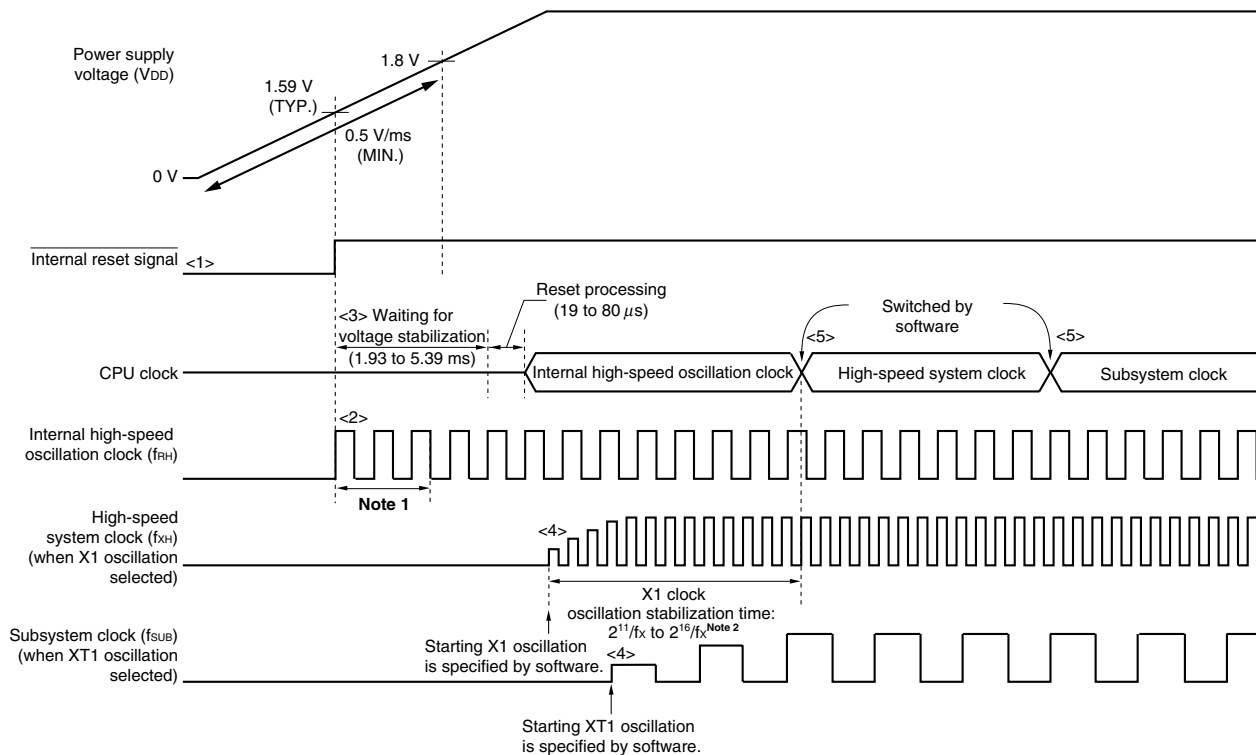 Power supply
voltage (VDD)
1.8 V
1.59 V
(TYP.)
0.5 V/ms
(MIN.)
0 V
Internal reset signal
<1>
Reset processing
(19 to 80 μs)
<3> Waiting for
voltage stabilization
(1.93 to 5.39 ms)
Switched by
software
<5>
<5>
CPU clock
Internal high-speed oscillation clock
High-speed system clock
Subsystem clock
<2>
Internal high-speed
oscillation clock (fRH)
Note 1
High-speed
system clock (fXH)
(when X1 oscillation
selected)
<4>
X1 clock
oscillation stabilization time:
2^11/fX to 2^16/fX Note 2
Starting X1 oscillation
is specified by software.
Subsystem clock (fSUB)
(when XT1 oscillation
selected)
<4>
Starting XT1 oscillation
is specified by software.